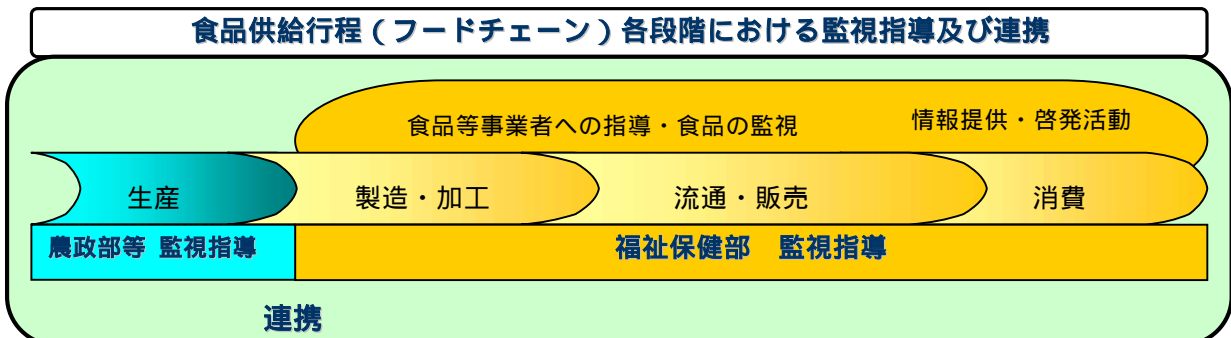 食品供給行程（フードチェーン）各段階における監視指導及び連携
食品等事業者への指導・食品の監視
情報提供・啓発活動
生産
製造・加工
流通・販売
消費
農政部等 監視指導
福祉保健部　監視指導
連携